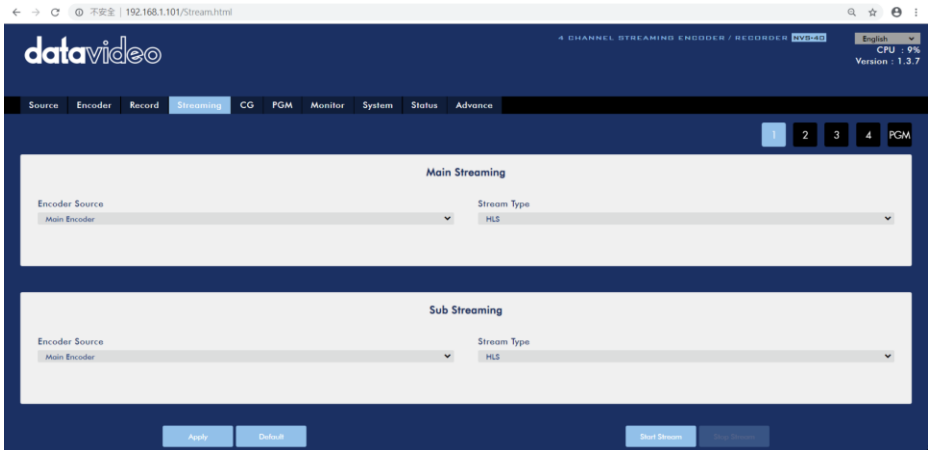 不安全 | 192.168.1.101/Stream.html
datavideo
4 CHANNEL STREAMING ENCODER / RECORDER NVS-40
English
CPU : 9%
Version : 1.3.7
Source Encoder Record Streaming CG PGM Monitor System Status Advance
1 2 3 4 PGM
Main Streaming
Encoder Source Stream Type
Main Encoder HLS
Sub Streaming
Encoder Source Stream Type
Main Encoder HLS
Apply Default Start Stream Stop Stream